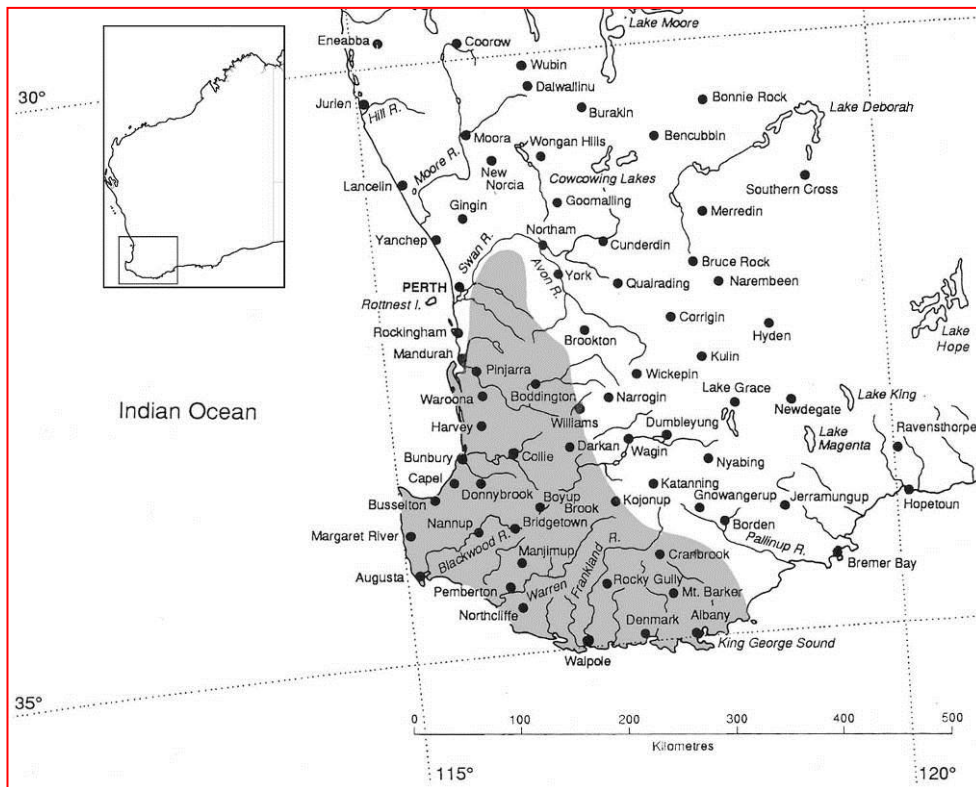 Lake Moore
Eneabba
Coorow
Wubin
Dalwallinu
30°
Jurien
Hill R.
Burakin
Bonnie Rock
Lake Deborah
Moora
Wongan Hills
Bencubbin
Moore R.
New
Norcia
Cowcowing Lakes
Southern Cross
Lancelin
Goomalling
Gingin
Merredin
Yanchep
Swan R.
Northam
Cunderdin
Avon R.
York
Bruce Rock
Quairading
Narembeen
PERTH
Rottnest I.
Corrigin
Hyden
Lake
Hope
Rockingham
Brookton
Mandurah
Kulin
Pinjarra
Wickepin
Lake Grace
Lake King
Waroona
Boddington
Narrogin
Newdegate
Indian Ocean
Williams
Dumbleyung
Ravensthorpe
Harvey
Lake
Magenta
Darkan
Wagin
Bunbury
Collie
Nyabing
Capel
Donnybrook
Katanning
Boyup
Brook
Kojonup
Gnowangerup
Jerramungup
Busselton
Hopetoun
Nannup
Bridgetown
Borden
Margaret River
Blackwood R.
Pallinup R.
Manjimup
Frankland R.
Cranbrook
Bremer Bay
Augusta
Warren
Rocky Gully
Pemberton
Mt. Barker
Northcliffe
Denmark
Albany
King George Sound
Walpole
35°
0 100 200 300 400 500
Kilometres
115°
120°